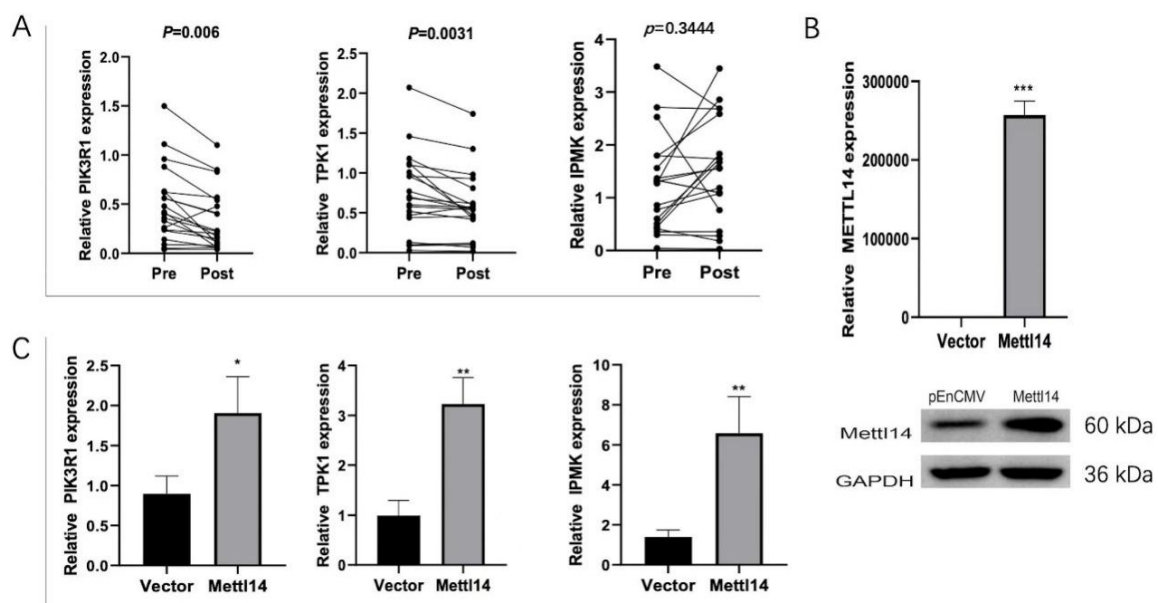 A
P=0.006
Relative PIK3R1 expression
2.0
1.5
1.0
0.5
0.0
Pre Post
P=0.0031
Relative TPK1 expression
2.5
2.0
1.5
1.0
0.5
0.0
Pre Post
p=0.3444
Relative IPMK expression
4
3
2
1
0
Pre Post
B
Relative METTL14 expression
300000
200000
100000
0
***
Vector Mettl14
pEnCMV Mettl14
Mettl14 60 kDa
GAPDH 36 kDa
C
Relative PIK3R1 expression
2.5
2.0
1.5
1.0
0.5
0.0
*
Vector Mettl14
Relative TPK1 expression
4
3
2
1
0
**
Vector Mettl14
Relative IPMK expression
10
8
6
4
2
0
**
Vector Mettl14